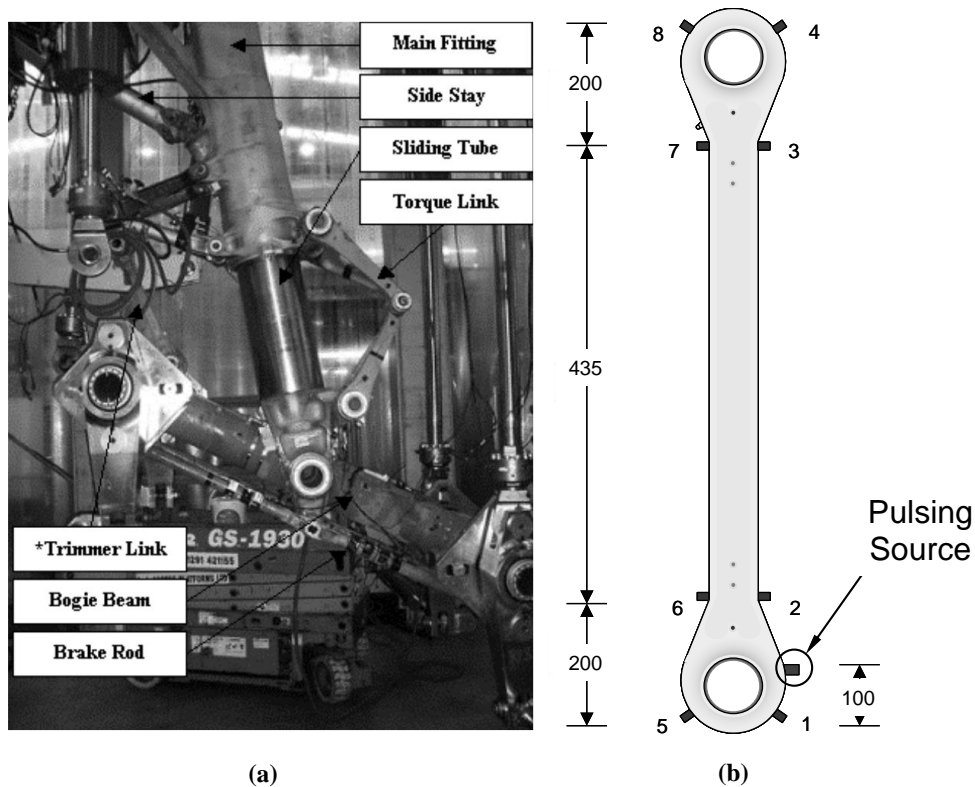 Main Fitting
Side Stay
Sliding Tube
Torque Link
GS-1930
*Trimmer Link
Bogie Beam
Brake Rod
(a)
8
4
200
7
3
435
Pulsing
Source
6
2
200
100
5
1
(b)